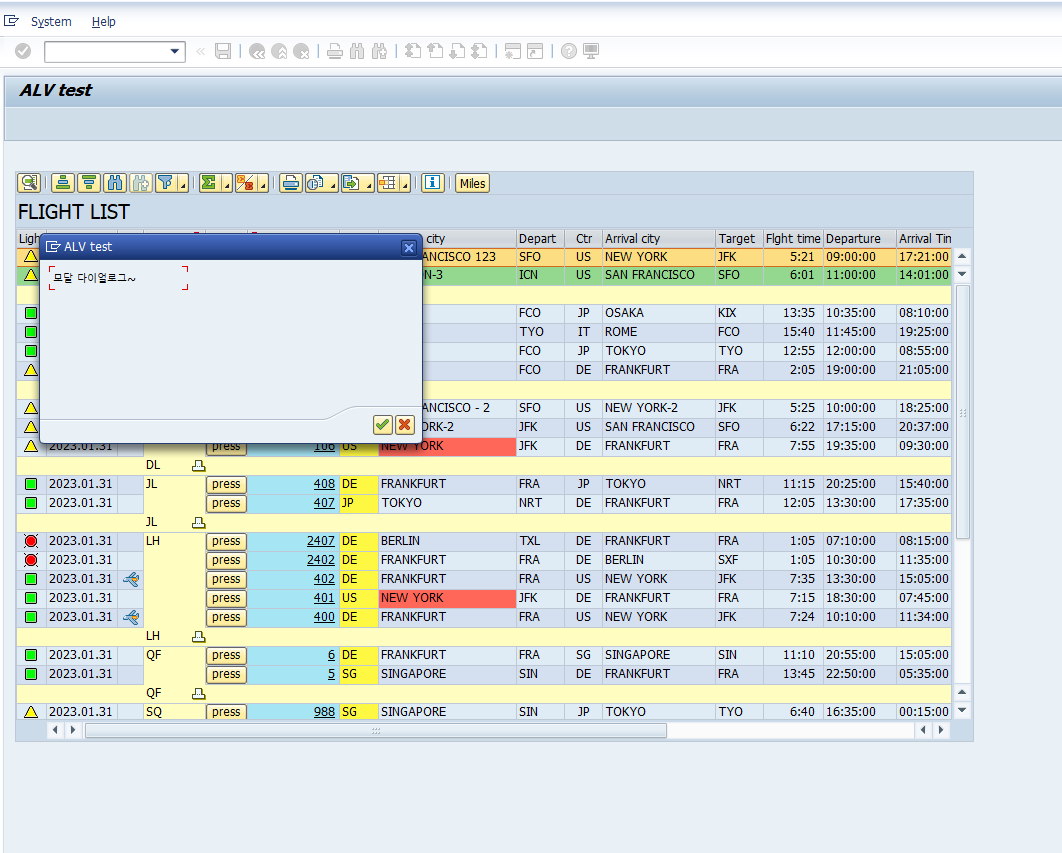 System Help
ALV test
Miles
FLIGHT LIST
Ligh city Depart Ctr Arrival city Target Flght time Departure Arrival Tin
ALV test
모달 다이얼로그~
ANCISCO 123 SFO US NEW YORK JFK 5:21 09:00:00 17:21:00
N-3 ICN US SAN FRANCISCO SFO 6:01 11:00:00 14:01:00
FCO JP OSAKA KIX 13:35 10:35:00 08:10:00
TYO IT ROME FCO 15:40 11:45:00 19:25:00
FCO JP TOKYO TYO 12:55 12:00:00 08:55:00
FCO DE FRANKFURT FRA 2:05 19:00:00 21:05:00
ANCISCO - 2 SFO US NEW YORK-2 JFK 5:25 10:00:00 18:25:00
RK-2 JFK US SAN FRANCISCO SFO 6:22 17:15:00 20:37:00
2023.01.31 press 106 US NEW YORK JFK DE FRANKFURT FRA 7:55 19:35:00 09:30:00
DL
2023.01.31 JL press 408 DE FRANKFURT FRA JP TOKYO NRT 11:15 20:25:00 15:40:00
2023.01.31 press 407 JP TOKYO NRT DE FRANKFURT FRA 12:05 13:30:00 17:35:00
JL
2023.01.31 LH press 2407 DE BERLIN TXL DE FRANKFURT FRA 1:05 07:10:00 08:15:00
2023.01.31 press 2402 DE FRANKFURT FRA DE BERLIN SXF 1:05 10:30:00 11:35:00
2023.01.31 press 402 DE FRANKFURT FRA US NEW YORK JFK 7:35 13:30:00 15:05:00
2023.01.31 press 401 US NEW YORK JFK DE FRANKFURT FRA 7:15 18:30:00 07:45:00
2023.01.31 press 400 DE FRANKFURT FRA US NEW YORK JFK 7:24 10:10:00 11:34:00
LH
2023.01.31 QF press 6 DE FRANKFURT FRA SG SINGAPORE SIN 11:10 20:55:00 15:05:00
2023.01.31 press 5 SG SINGAPORE SIN DE FRANKFURT FRA 13:45 22:50:00 05:35:00
QF
2023.01.31 SQ press 988 SG SINGAPORE SIN JP TOKYO TYO 6:40 16:35:00 00:15:00